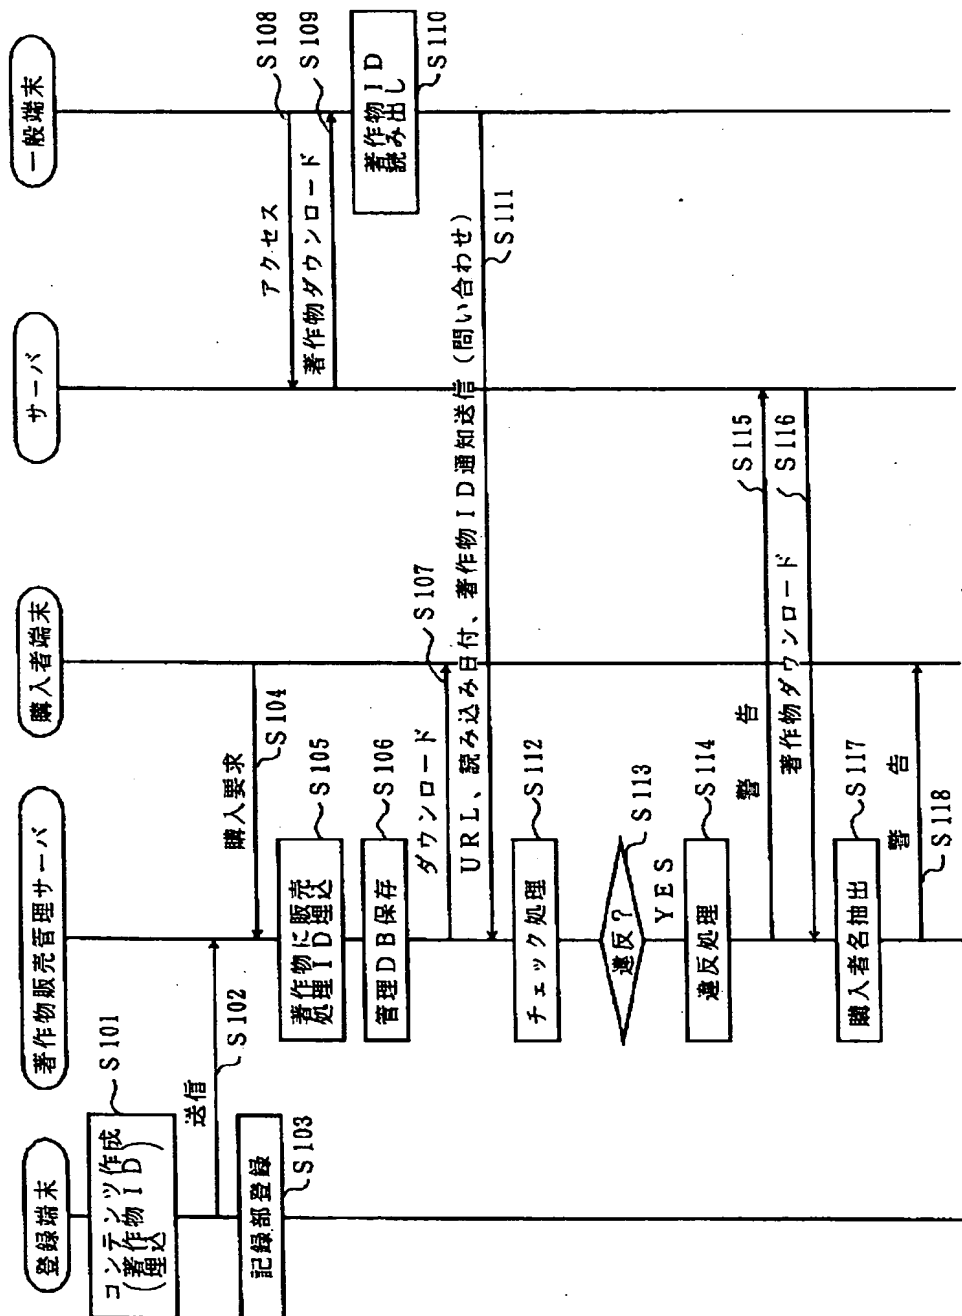 登録端末
著作物販売管理サーバ
購入者端末
サーバ
一般端末
コンテンツ作成
(著作物ID)
埋込
S101
送信
S102
記録部登録
S103
購入要求
S104
著作物に販売
処理ID埋込
S105
管理DB保存
S106
ダウンロード
S107
アクセス
S108
著作物ダウンロード
S109
著作物ID
読み出し
S110
URL、読み込み日付、著作物ID通知送信(問い合わせ)
S111
チェック処理
S112
違反?
S113
YES
違反処理
S114
警告
S115
著作物ダウンロード
S116
購入者名抽出
S117
警告
S118